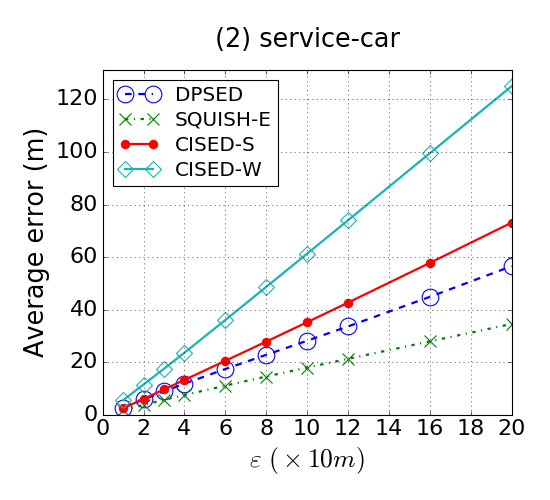 (2) service-car
DPSED
SQUISH-E
CISED-S
CISED-W
Average error (m)
120
100
80
60
40
20
0
0 2 4 6 8 10 12 14 16 18 20
ε (×10m)